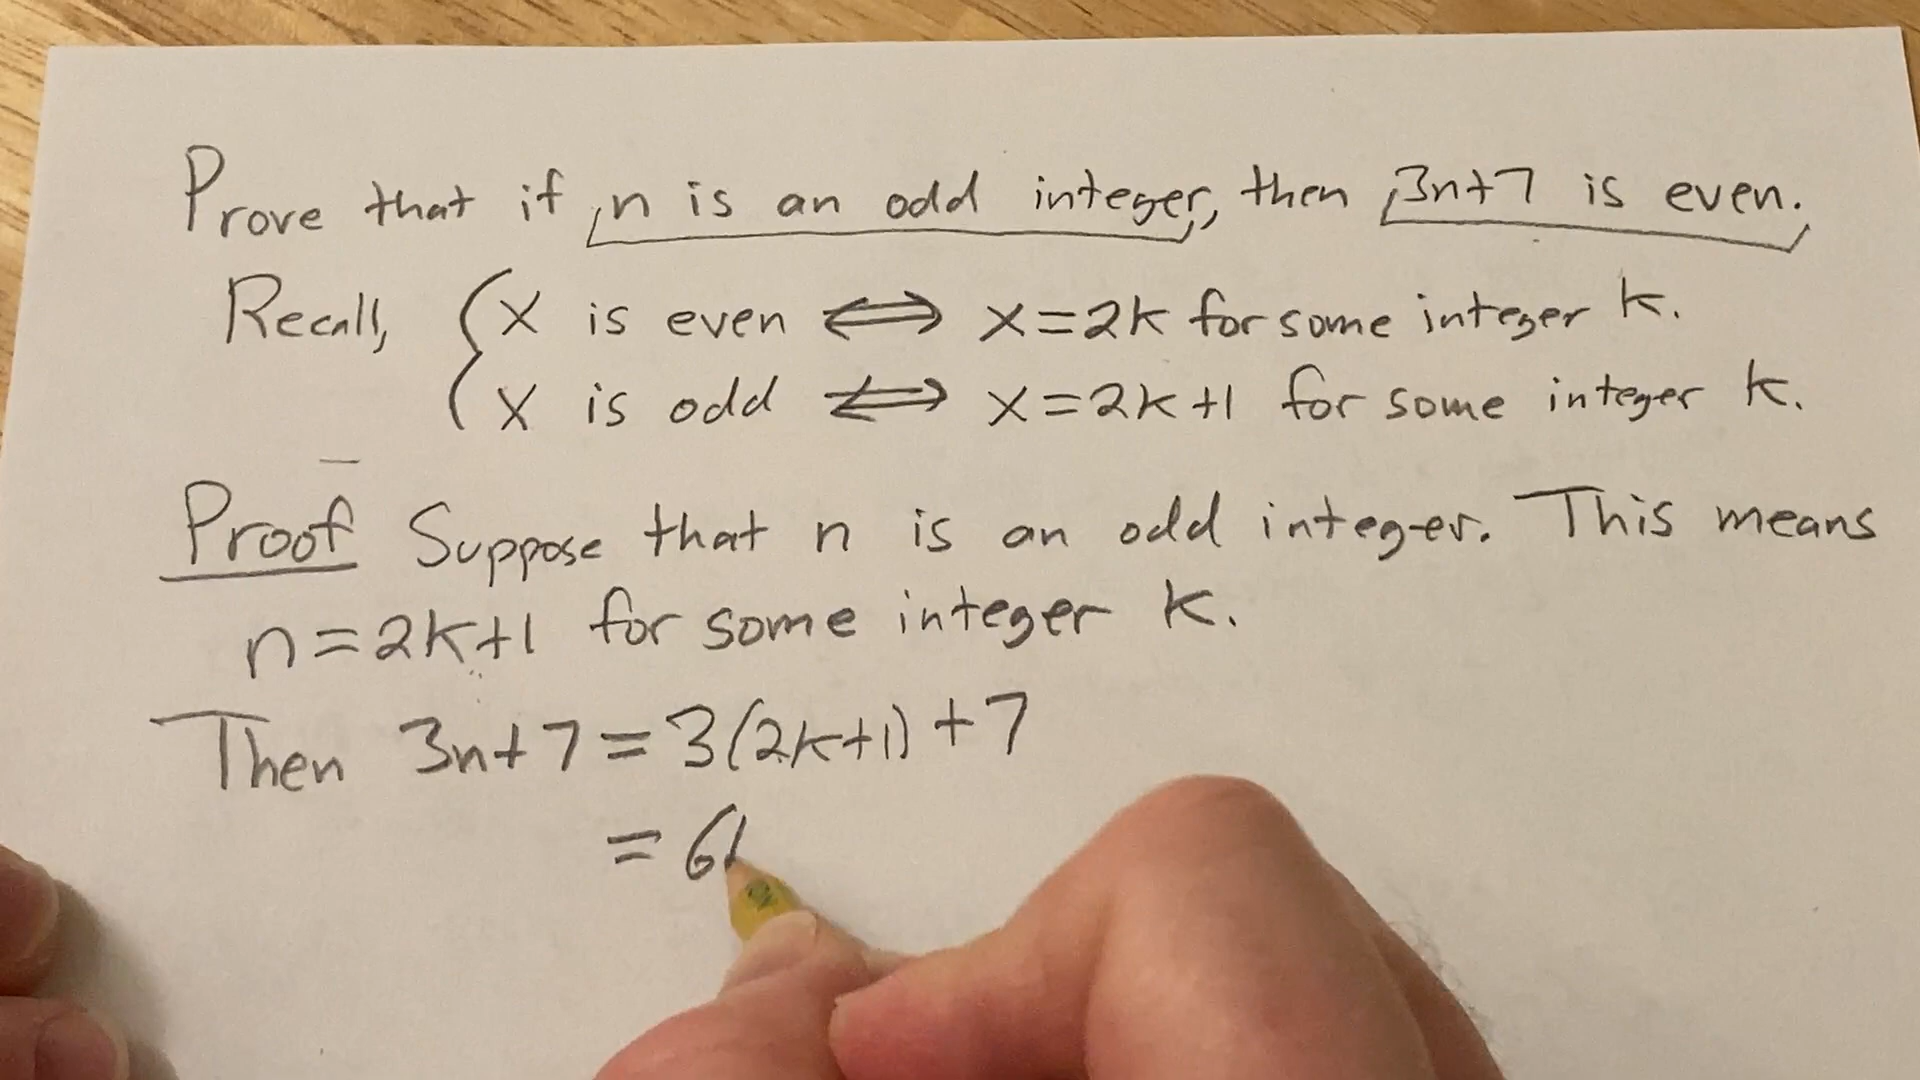 Prove that if n is an odd integer, then 3n+7 is even.
Recall, { x is even ⟺ x=2k for some integer k.
x is odd ⟺ x=2k+1 for some integer k.
Proof Suppose that n is an odd integer. This means
n=2k+1 for some integer k.
Then 3n+7=3(2k+1)+7
= 6